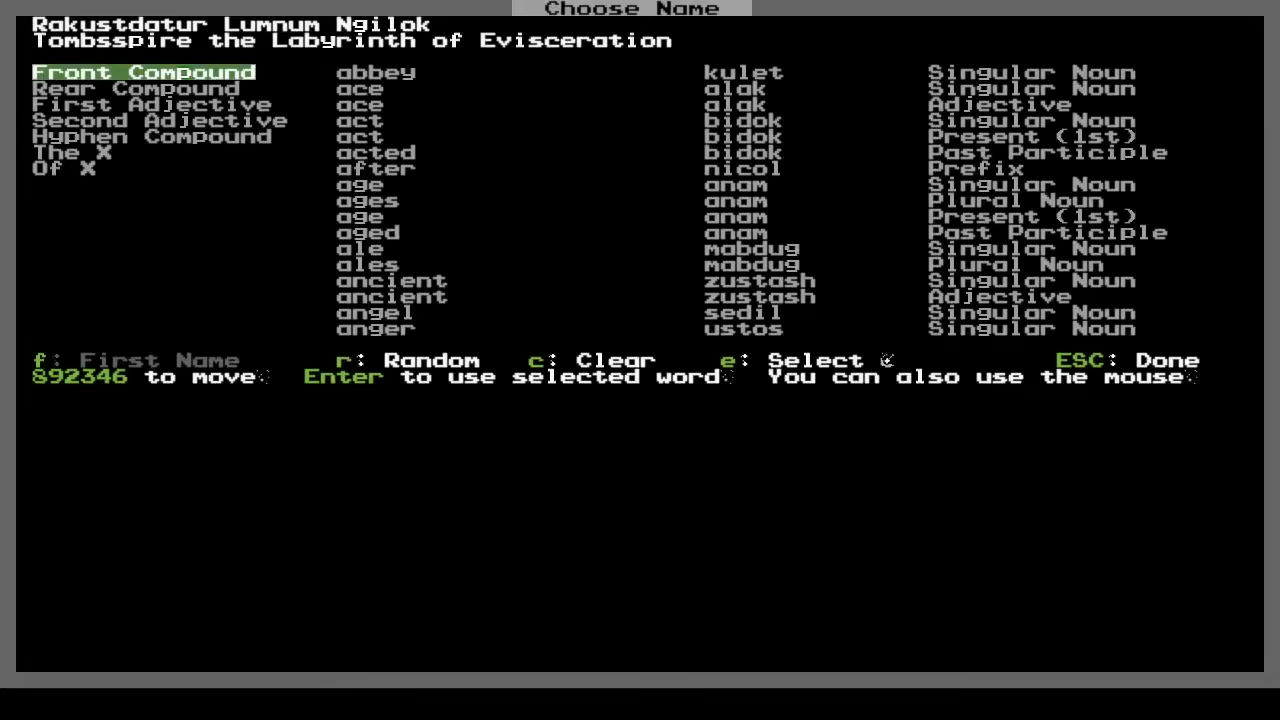 Choose Name
Rakustdatur Lumnum Ngilok
Tombsspire the Labyrinth of Evisceration
Front Compound abbey kulet Singular Noun
Rear Compound ace alak Singular Noun
First Adjective ace alak Adjective
Second Adjective act bidok Singular Noun
Hyphen Compound act bidok Present (1st)
The X acted bidok Past Participle
Of X after nicol Prefix
age anam Singular Noun
ages anam Plural Noun
age anam Present (1st)
aged anam Past Participle
ale mabdug Singular Noun
ales mabdug Plural Noun
ancient zustash Singular Noun
ancient zustash Adjective
angel sedil Singular Noun
anger ustos Singular Noun
f: First Name r: Random c: Clear e: Select ESC: Done
892346 to move. Enter to use selected word. You can also use the mouse.